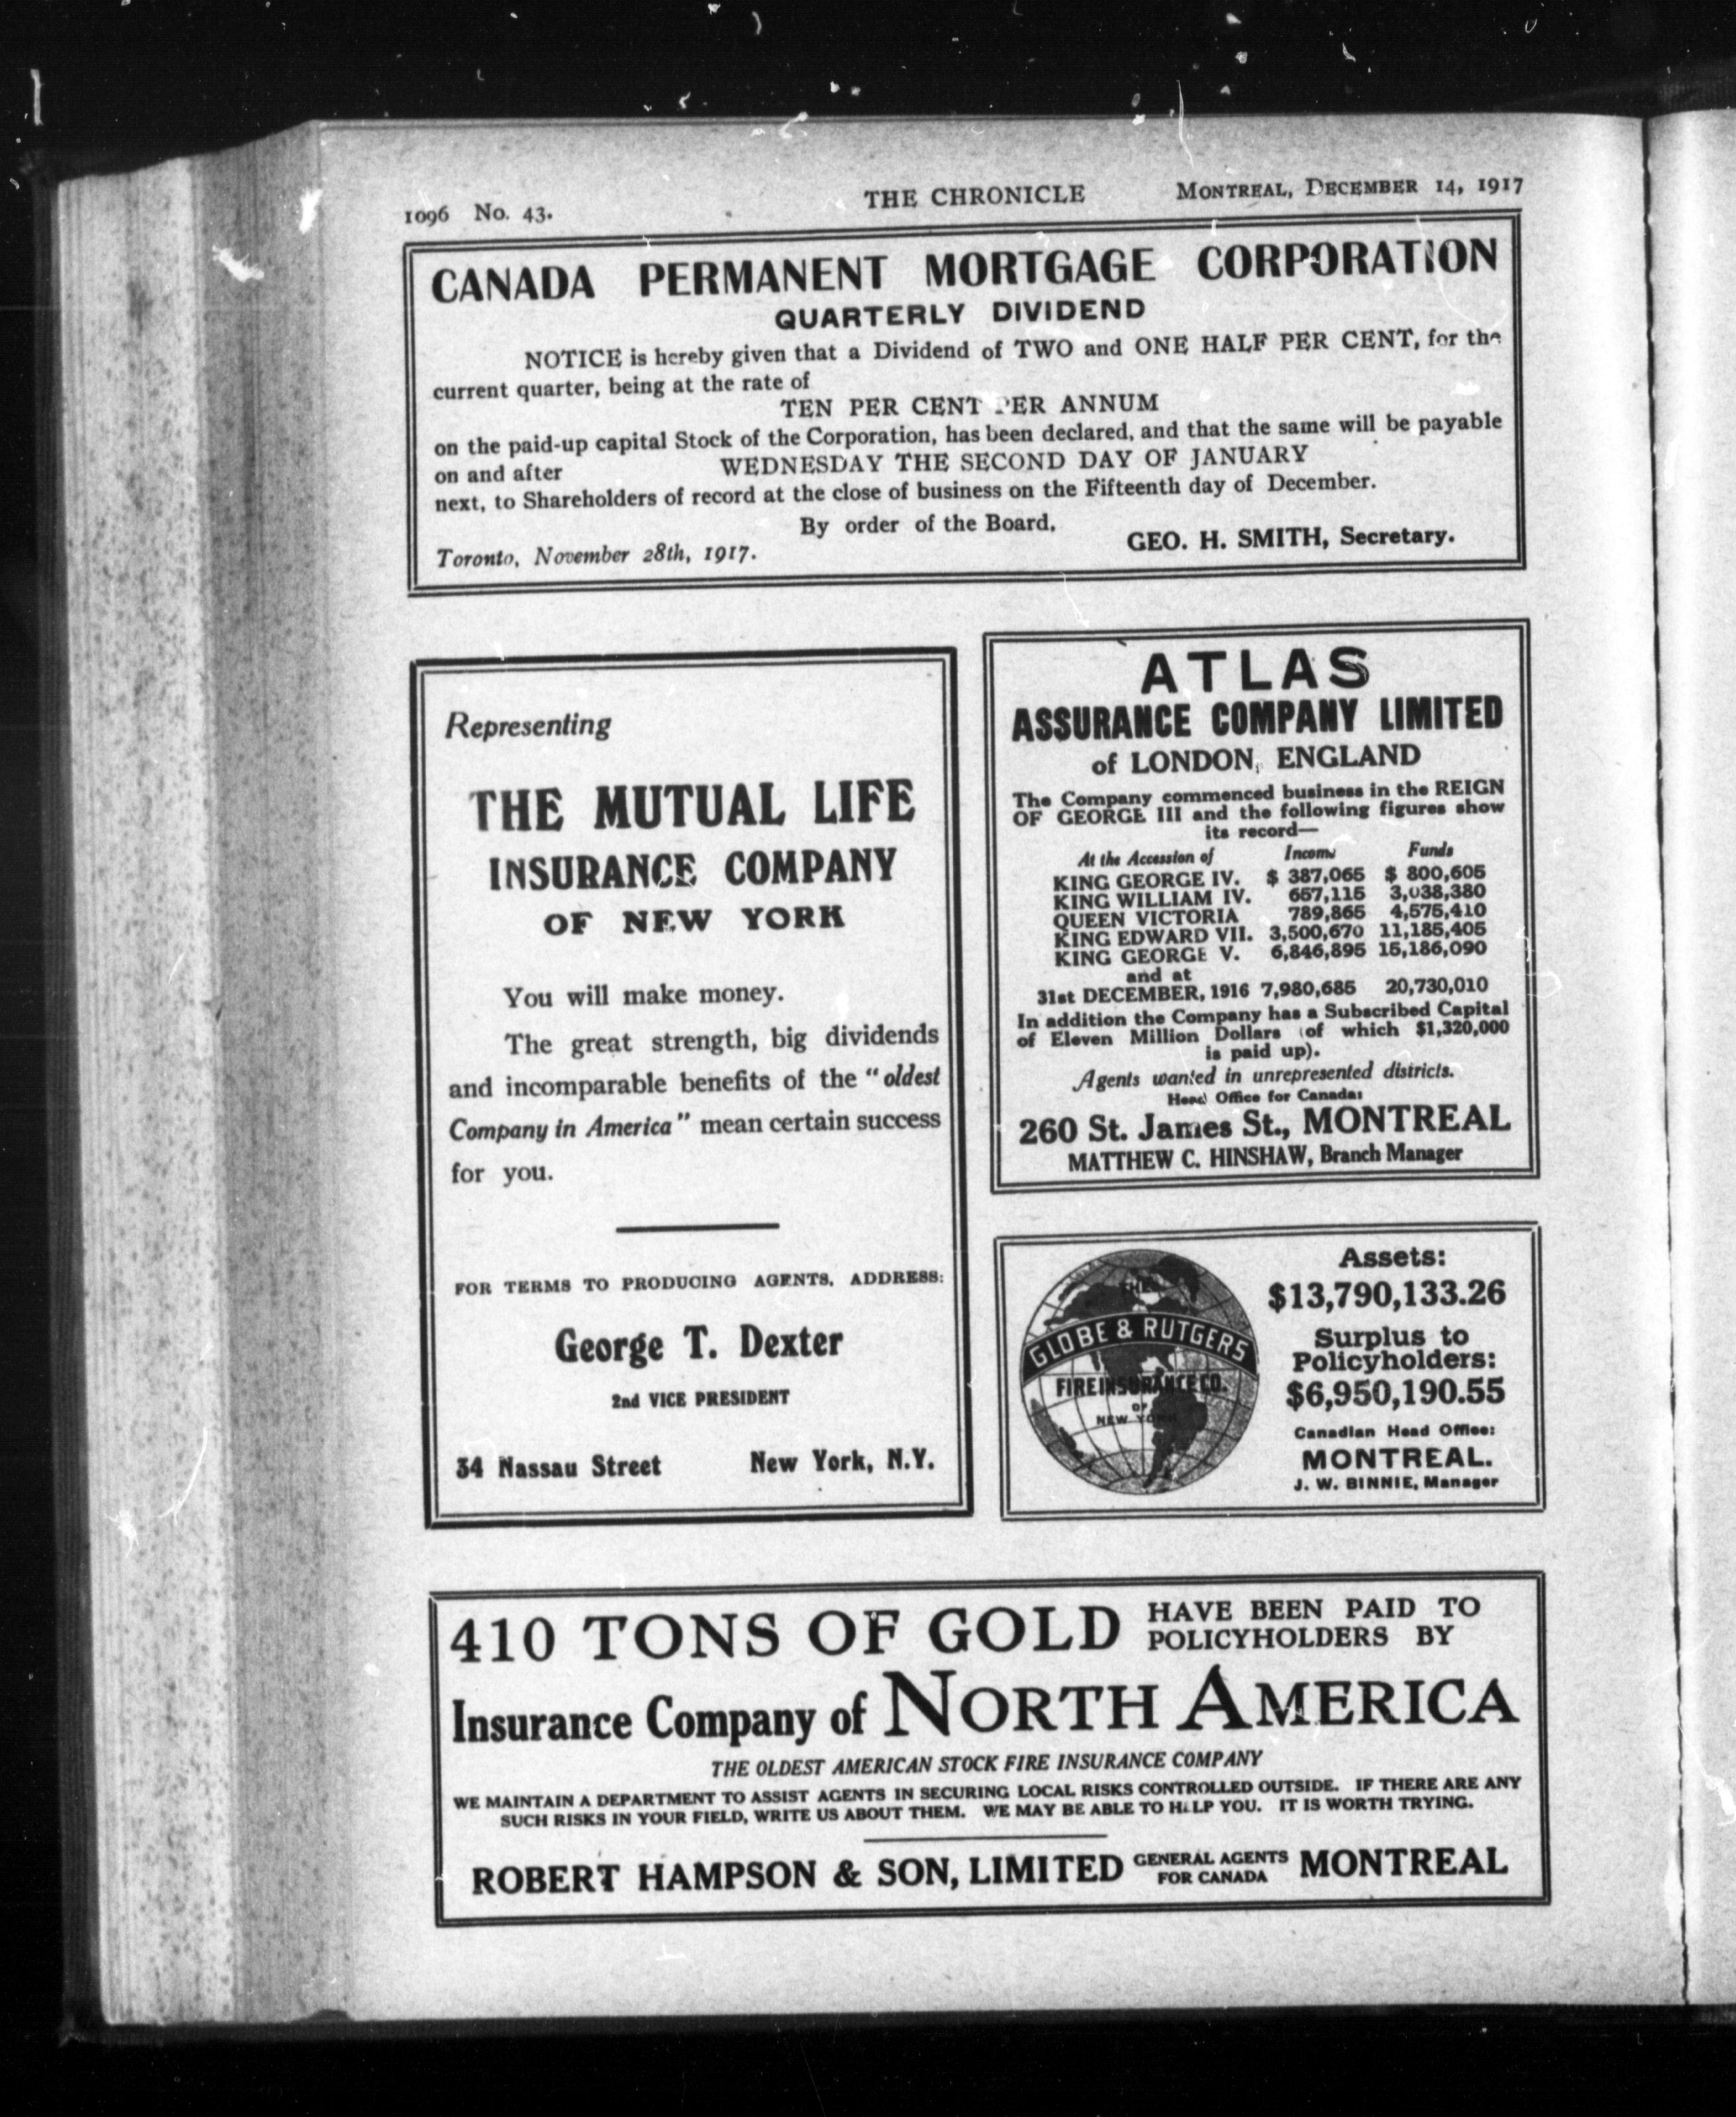 1096 No. 43. THE CHRONICLE MONTREAL, DECEMBER 14, 1917
CANADA PERMANENT MORTGAGE CORPORATION
QUARTERLY DIVIDEND
NOTICE is hereby given that a Dividend of TWO and ONE HALF PER CENT, for the
current quarter, being at the rate of
TEN PER CENT PER ANNUM
on the paid-up capital Stock of the Corporation, has been declared, and that the same will be payable
on and after WEDNESDAY THE SECOND DAY OF JANUARY
next, to Shareholders of record at the close of business on the Fifteenth day of December.
By order of the Board,
GEO. H. SMITH, Secretary.
Toronto, November 28th, 1917.
Representing
THE MUTUAL LIFE
INSURANCE COMPANY
OF NEW YORK
You will make money.
The great strength, big dividends
and incomparable benefits of the "oldest
Company in America" mean certain success
for you.
FOR TERMS TO PRODUCING AGENTS, ADDRESS:
George T. Dexter
2nd VICE PRESIDENT
34 Nassau Street New York, N.Y.
ATLAS
ASSURANCE COMPANY LIMITED
of LONDON, ENGLAND
The Company commenced business in the REIGN
OF GEORGE III and the following figures show
its record—
At the Accession of Income Funds
KING GEORGE IV. $ 387,065 $ 800,605
KING WILLIAM IV. 657,115 3,038,380
QUEEN VICTORIA 789,865 4,575,410
KING EDWARD VII. 3,500,670 11,185,405
KING GEORGE V. 6,846,895 15,186,090
and at
31st DECEMBER, 1916 7,980,685 20,730,010
In addition the Company has a Subscribed Capital
of Eleven Million Dollars (of which $1,320,000
is paid up).
Agents wanted in unrepresented districts.
Head Office for Canada:
260 St. James St., MONTREAL
MATTHEW C. HINSHAW, Branch Manager
THE
GLOBE & RUTGERS
FIRE INSURANCE CO.
OF
NEW YORK
Assets:
$13,790,133.26
Surplus to
Policyholders:
$6,950,190.55
Canadian Head Office:
MONTREAL.
J. W. BINNIE, Manager
410 TONS OF GOLD HAVE BEEN PAID TO
POLICYHOLDERS BY
Insurance Company of NORTH AMERICA
THE OLDEST AMERICAN STOCK FIRE INSURANCE COMPANY
WE MAINTAIN A DEPARTMENT TO ASSIST AGENTS IN SECURING LOCAL RISKS CONTROLLED OUTSIDE. IF THERE ARE ANY
SUCH RISKS IN YOUR FIELD, WRITE US ABOUT THEM. WE MAY BE ABLE TO HELP YOU. IT IS WORTH TRYING.
ROBERT HAMPSON & SON, LIMITED GENERAL AGENTS
FOR CANADA MONTREAL